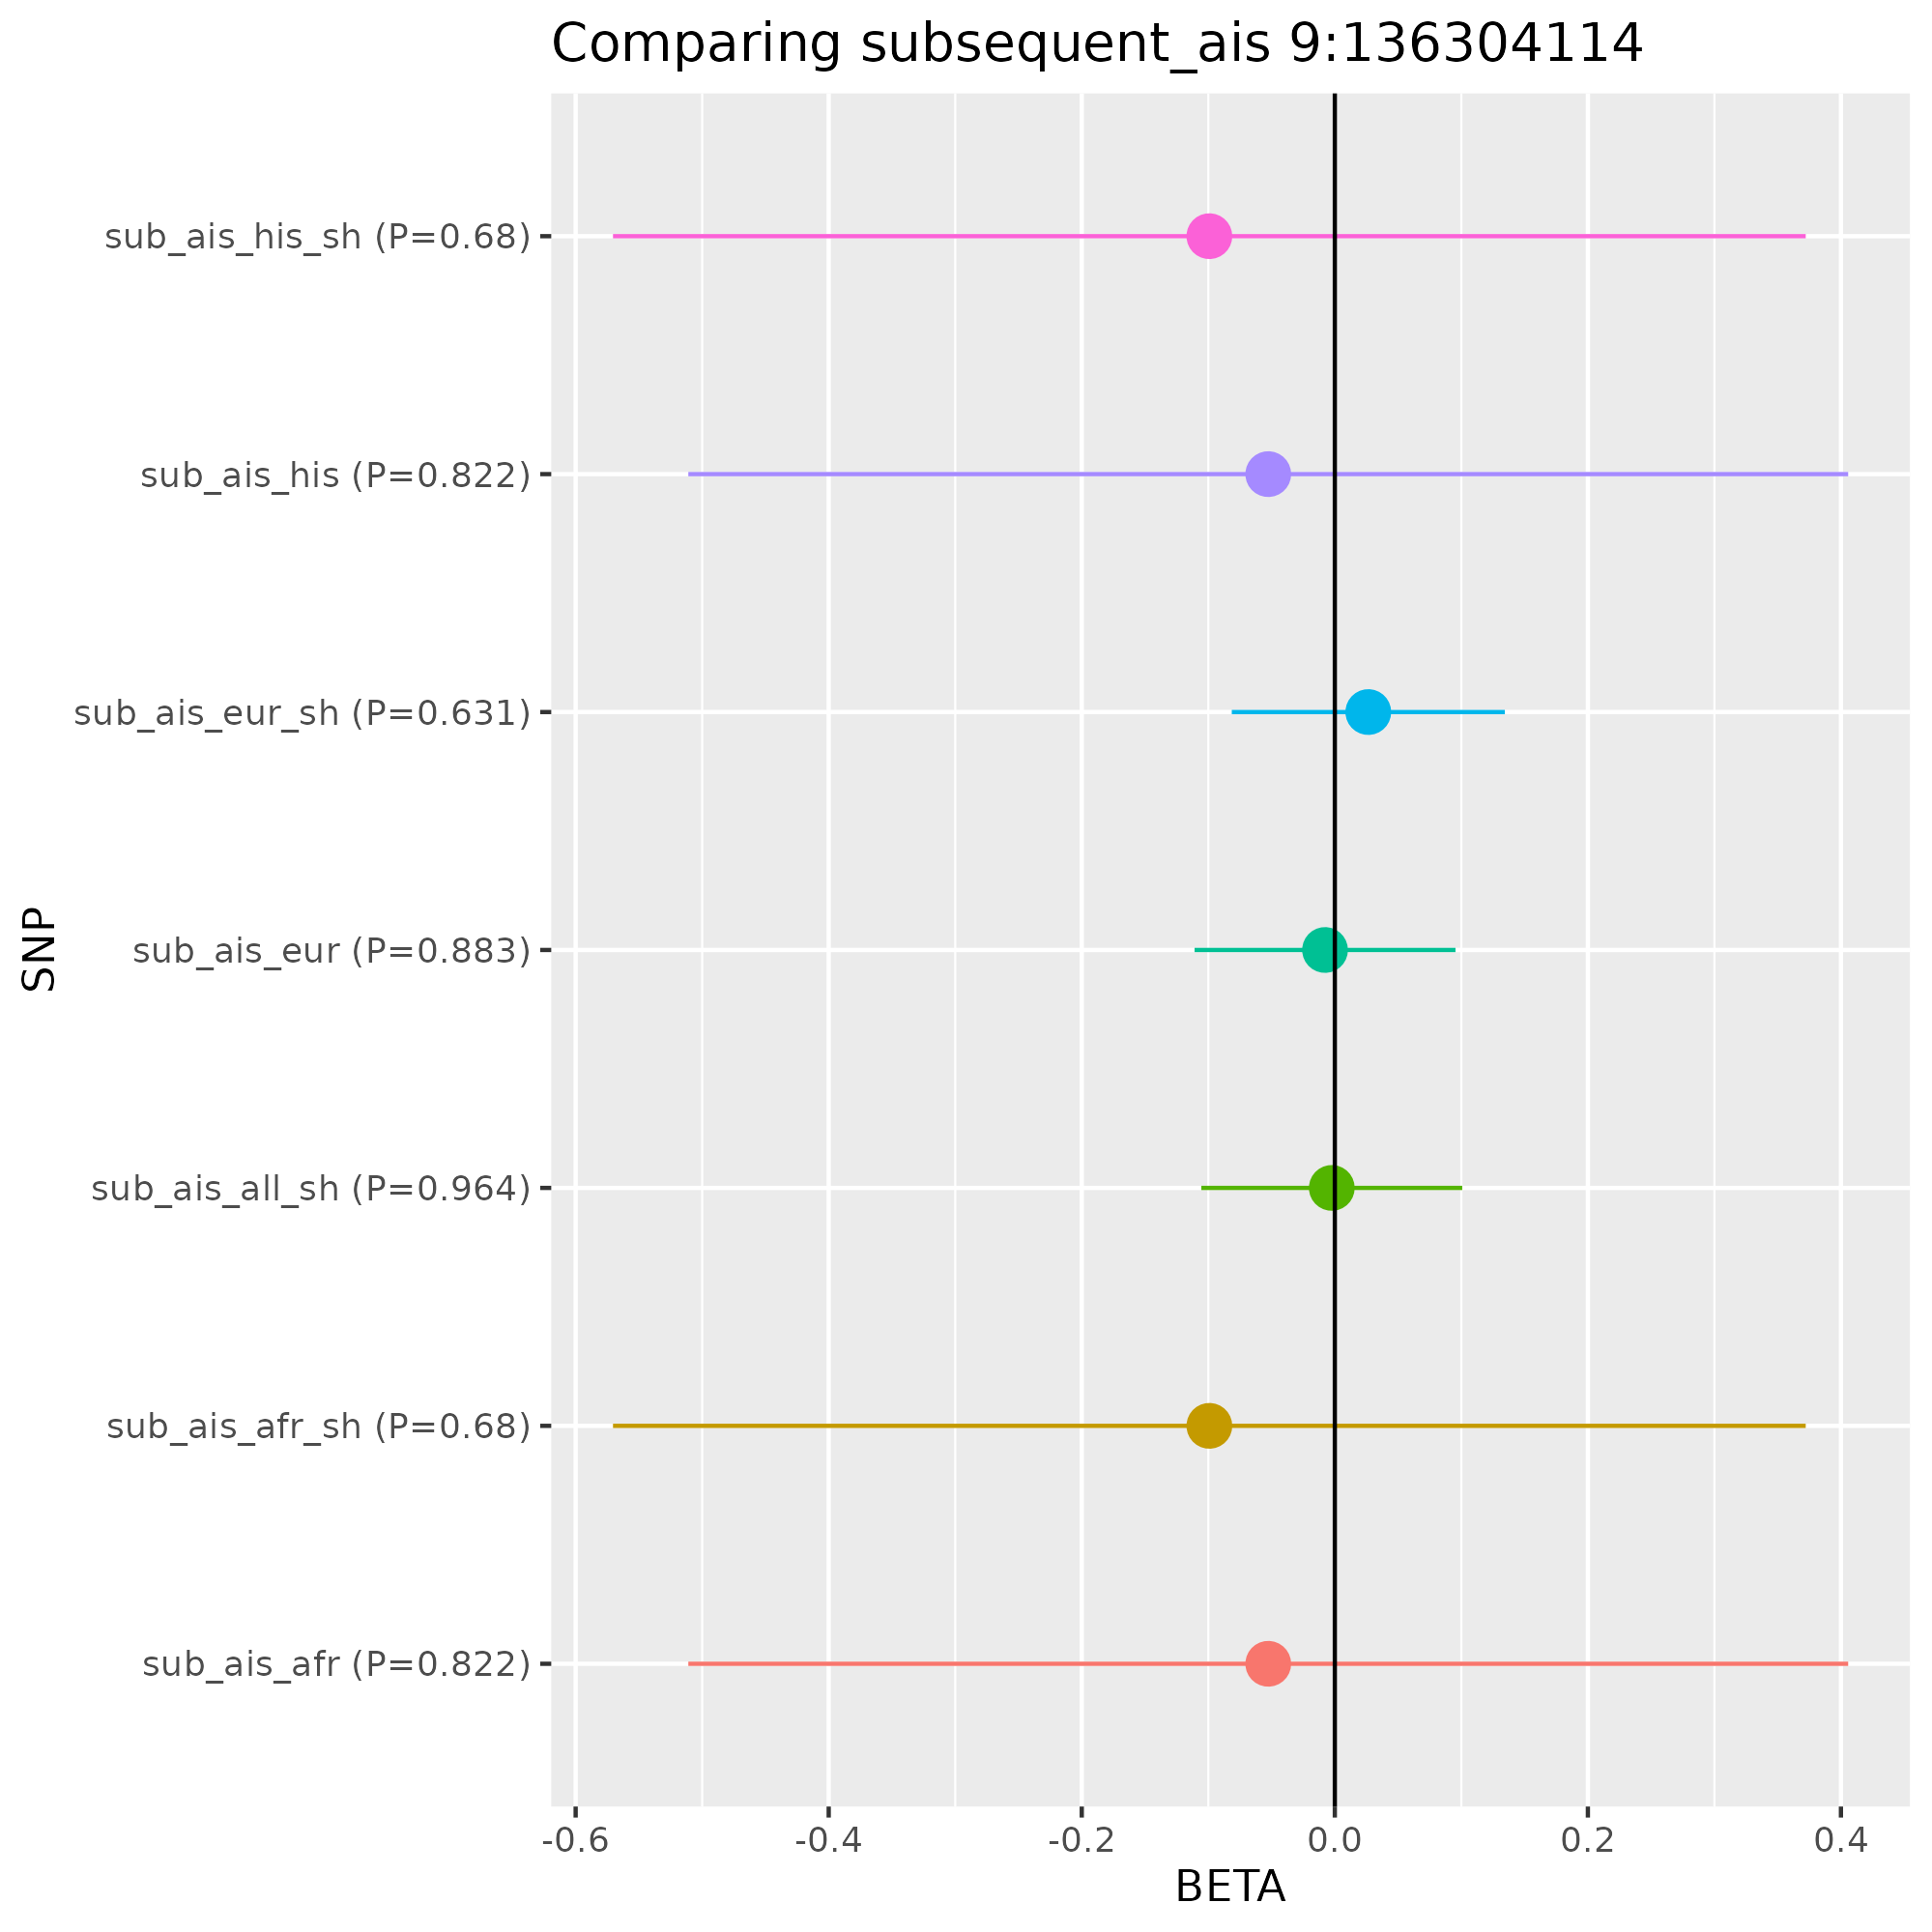 Comparing subsequent_ais 9:136304114
sub_ais_his_sh (P=0.68)
sub_ais_his (P=0.822)
sub_ais_eur_sh (P=0.631)
sub_ais_eur (P=0.883)
sub_ais_all_sh (P=0.964)
sub_ais_afr_sh (P=0.68)
sub_ais_afr (P=0.822)
SNP
-0.6 -0.4 -0.2 0.0 0.2 0.4
BETA